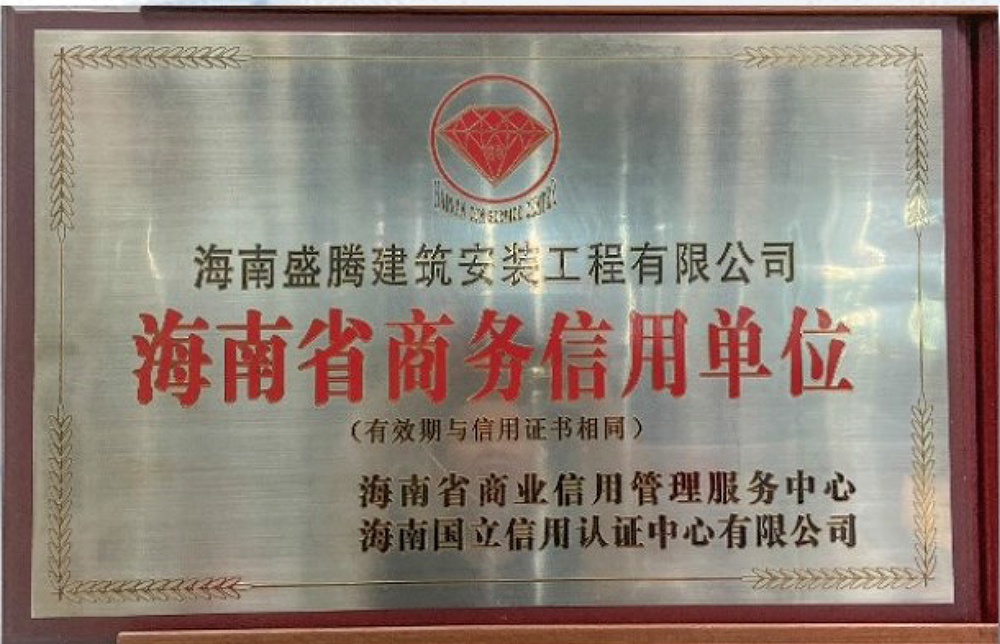 海南盛腾建筑安装工程有限公司
海南省商务信用单位
（有效期与信用证书相同）
海南省商业信用管理服务中心
海南国立信用认证中心有限公司